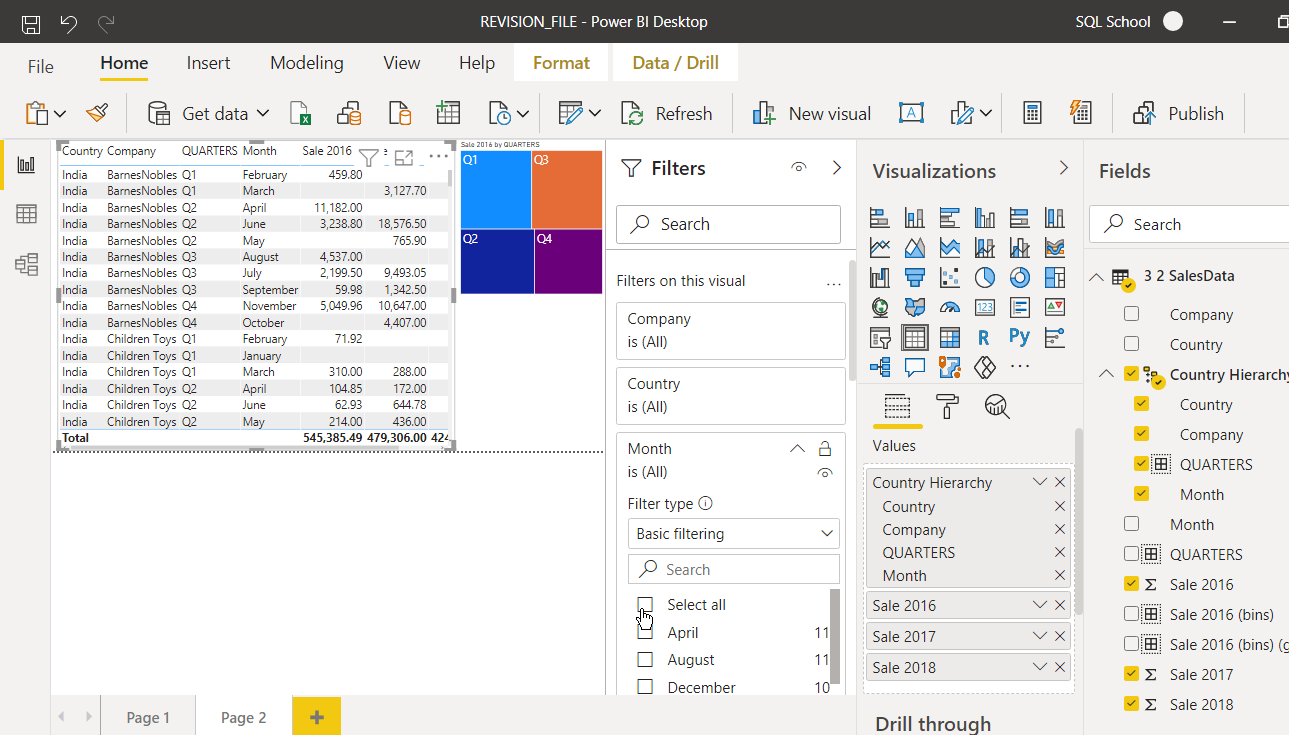 REVISION_FILE - Power BI Desktop
SQL School
File Home Insert Modeling View Help Format Data / Drill
Get data Refresh New visual A Publish
Country Company QUARTERS Month Sale 2016
India BarnesNobles Q1 February 459.80
India BarnesNobles Q1 March 3,127.70
India BarnesNobles Q2 April 11,182.00
India BarnesNobles Q2 June 3,238.80 18,576.50
India BarnesNobles Q2 May 765.90
India BarnesNobles Q3 August 4,537.00
India BarnesNobles Q3 July 2,199.50 9,493.05
India BarnesNobles Q3 September 59.98 1,342.50
India BarnesNobles Q4 November 5,049.96 10,647.00
India BarnesNobles Q4 October 4,407.00
India Children Toys Q1 February 71.92
India Children Toys Q1 January
India Children Toys Q1 March 310.00 288.00
India Children Toys Q2 April 104.85 172.00
India Children Toys Q2 June 62.93 644.78
India Children Toys Q2 May 214.00 436.00
Total 545,385.49 479,306.00 424
Sale 2016 by QUARTERS
Q1 Q3
Q2 Q4
Filters
Search
Filters on this visual
Company
is (All)
Country
is (All)
Month
is (All)
Filter type
Basic filtering
Search
Select all
April 11
August 11
December 10
Visualizations
123
R Py
Values
Country Hierarchy
Country
Company
QUARTERS
Month
Sale 2016
Sale 2017
Sale 2018
Drill through
Fields
Search
3 2 SalesData
Company
Country
Country Hierarchy
Country
Company
QUARTERS
Month
Month
QUARTERS
Sale 2016
Sale 2016 (bins)
Sale 2016 (bins) (g
Sale 2017
Sale 2018
Page 1 Page 2